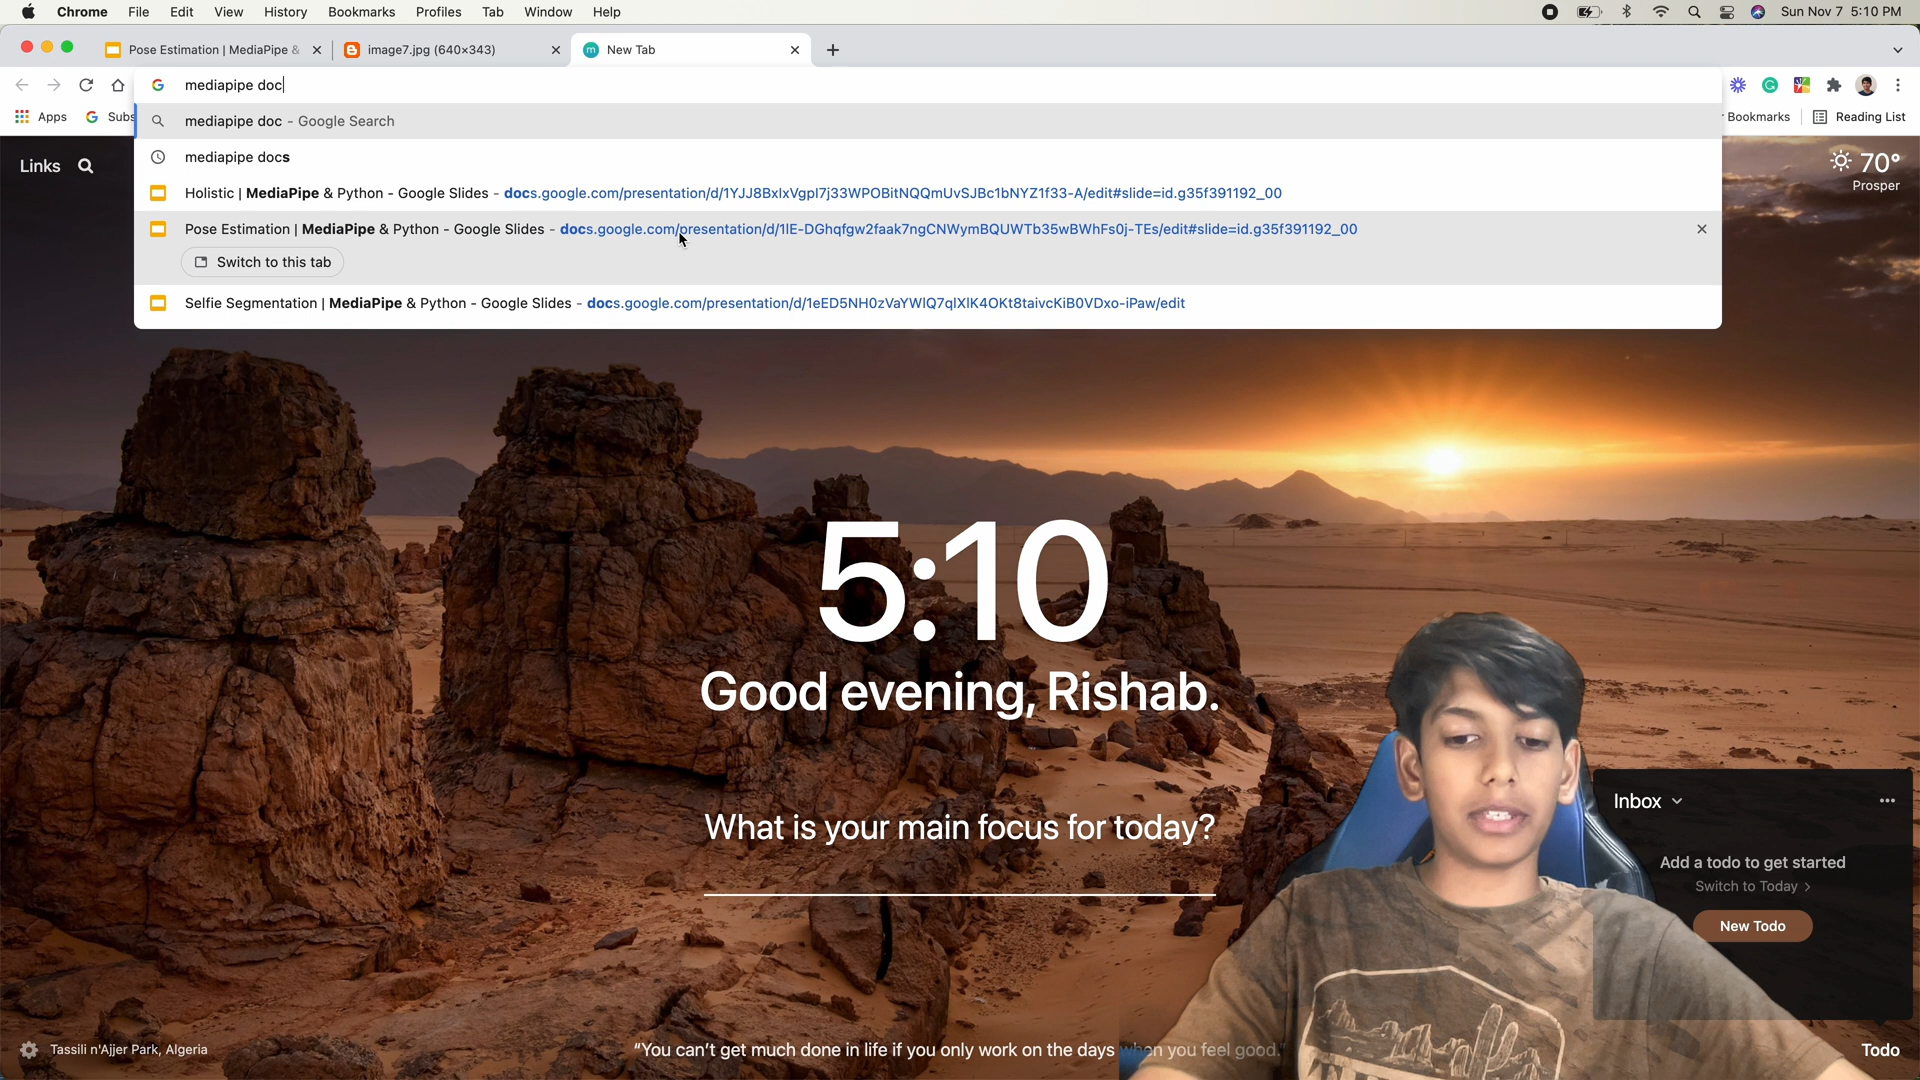 Chrome File Edit View History Bookmarks Profiles Tab Window Help Sun Nov 7 5:10 PM
Pose Estimation | MediaPipe & image7.jpg (640×343) New Tab
mediapipe doc
Apps Subs Bookmarks Reading List
mediapipe doc - Google Search
mediapipe docs
Holistic | MediaPipe & Python - Google Slides - docs.google.com/presentation/d/1YJJ8BxIxVgpI7j33WPOBitNQQmUvSJBc1bNYZ1f33-A/edit#slide=id.g35f391192_00
Pose Estimation | MediaPipe & Python - Google Slides - docs.google.com/presentation/d/1IE-DGhqfgw2faak7ngCNWymBQUWTb35wBWhFs0j-TEs/edit#slide=id.g35f391192_00
Switch to this tab
Selfie Segmentation | MediaPipe & Python - Google Slides - docs.google.com/presentation/d/1eED5NH0zVaYWIQ7qIXIK4OKt8taivcKiB0VDxo-iPaw/edit
Links 70°
Prosper
5:10
Good evening, Rishab.
What is your main focus for today?
Inbox
Add a todo to get started
Switch to Today
New Todo
Tassili n'Ajjer Park, Algeria
“You can't get much done in life if you only work on the days when you feel good.”
Todo